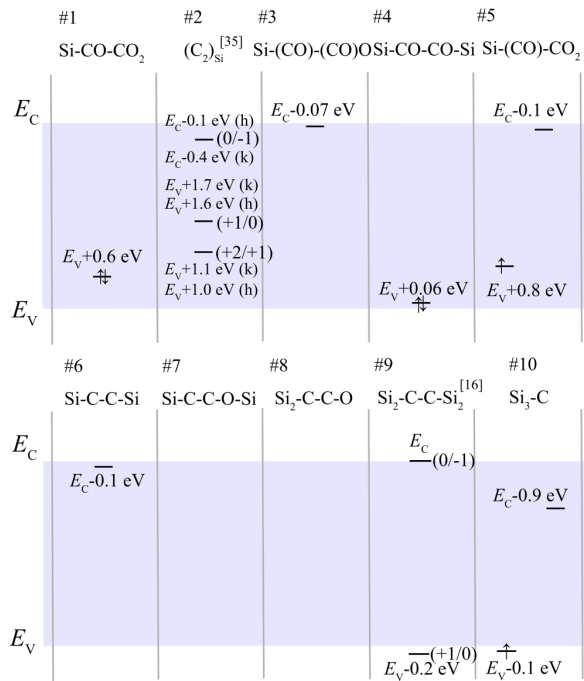 #1 #2 #3 #4 #5
Si-CO-CO2 (C2)Si[35] Si-(CO)-(CO)O Si-CO-CO-Si Si-(CO)-CO2
EC
EC-0.1 eV (h)
(0/-1)
EC-0.4 eV (k)
EV+1.7 eV (k)
EV+1.6 eV (h)
(+1/0)
(+2/+1)
EV+1.1 eV (k)
EV+1.0 eV (h)
EC-0.07 eV
EC-0.1 eV
EV+0.6 eV
EV+0.06 eV
EV+0.8 eV
EV
#6 #7 #8 #9 #10
Si-C-C-Si Si-C-C-O-Si Si2-C-C-O Si2-C-C-Si2[16] Si3-C
EC
EC-0.1 eV
EC
(0/-1)
EC-0.9 eV
EV
(+1/0)
EV-0.2 eV
EV-0.1 eV